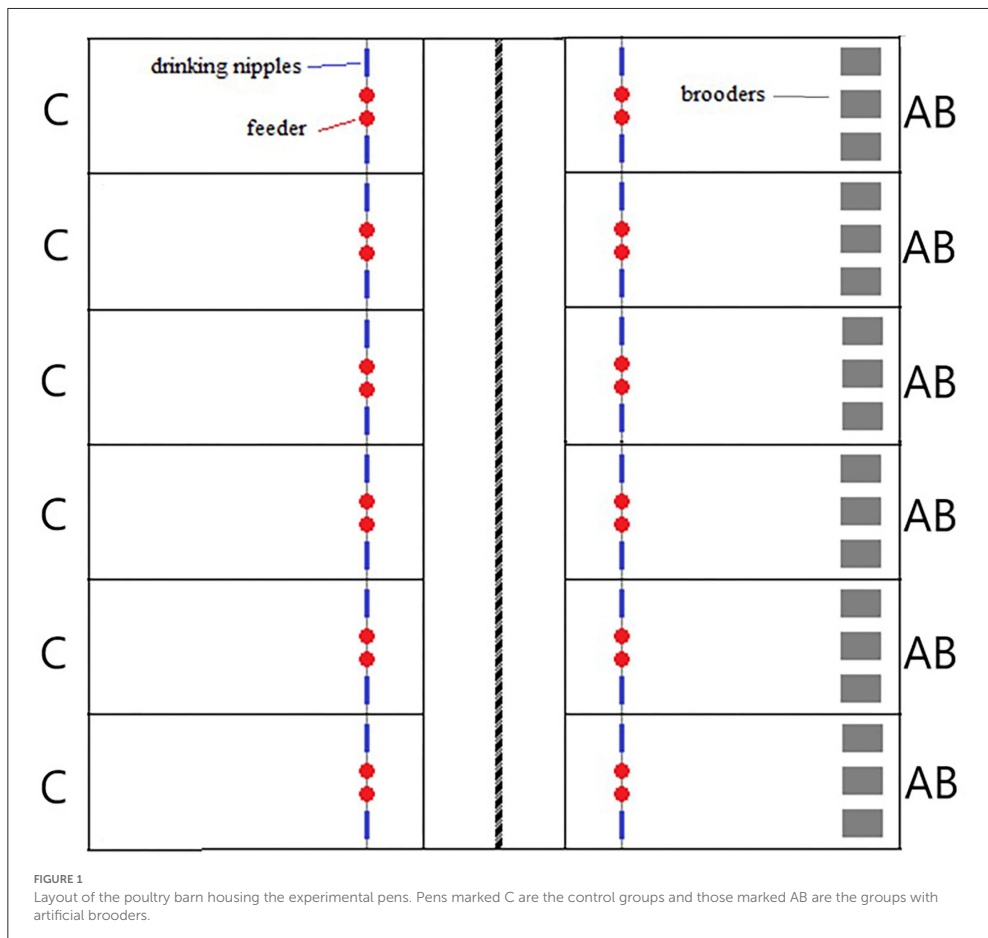 drinking nipples
feeder
brooders
C
AB
C
AB
C
AB
C
AB
C
AB
C
AB
FIGURE 1
Layout of the poultry barn housing the experimental pens. Pens marked C are the control groups and those marked AB are the groups with
artificial brooders.